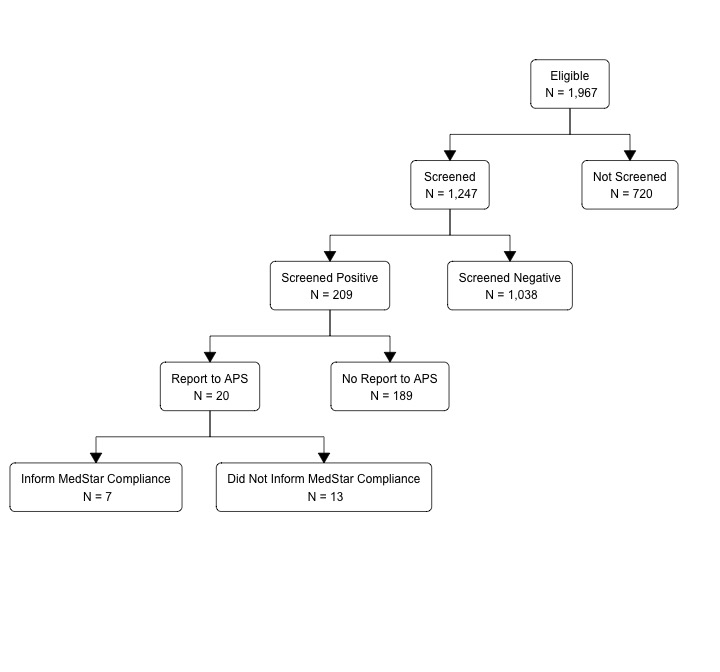 Eligible
N = 1,967
Screened
N = 1,247
Not Screened
N = 720
Screened Positive
N = 209
Screened Negative
N = 1,038
Report to APS
N = 20
No Report to APS
N = 189
Inform MedStar Compliance
N = 7
Did Not Inform MedStar Compliance
N = 13